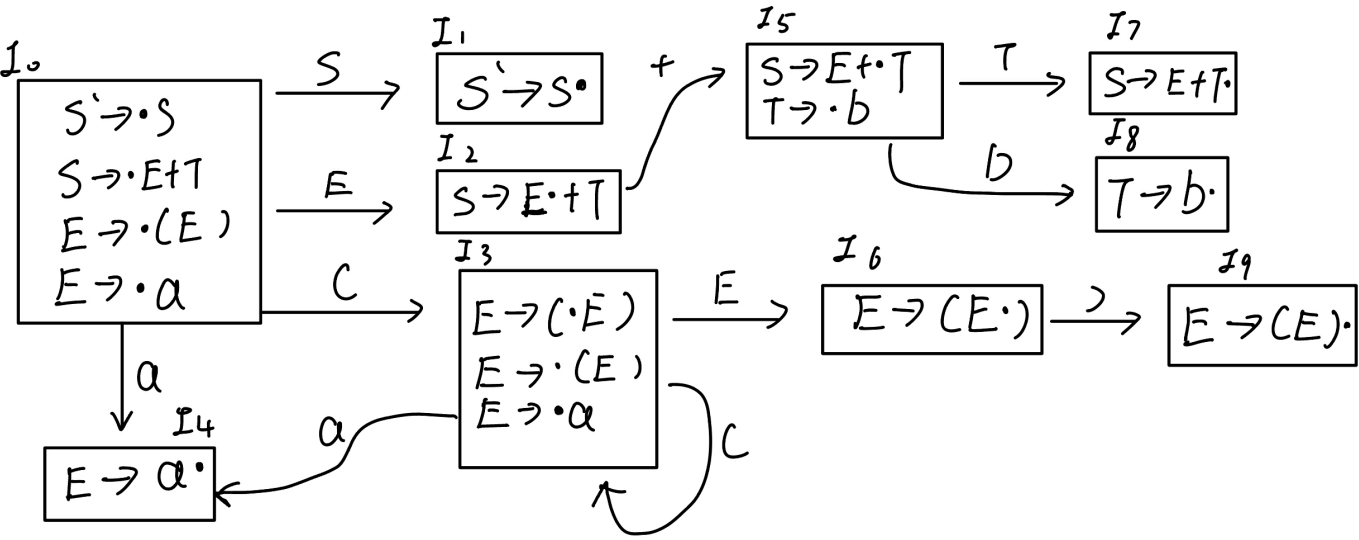 I0
S'→·S
S→·E+T
E→·(E)
E→·a
S
E
(
a
I1
S'→S·
I2
S→E·+T
I3
E→(·E)
E→·(E)
E→·a
a
(
I4
E→a·
+
I5
S→E+·T
T→·b
T
b
I7
S→E+T·
I8
T→b·
E
I6
E→(E·)
)
I9
E→(E)·